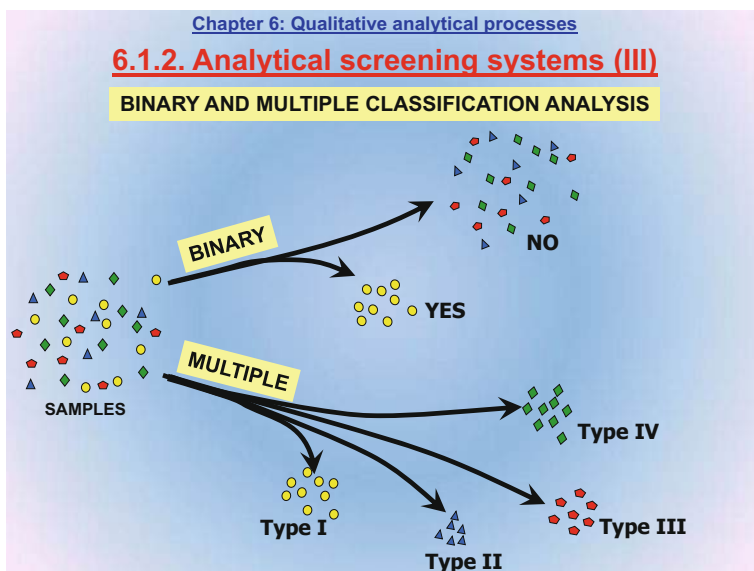 Chapter 6: Qualitative analytical processes
6.1.2. Analytical screening systems (III)
BINARY AND MULTIPLE CLASSIFICATION ANALYSIS
BINARY
NO
YES
MULTIPLE
SAMPLES
Type IV
Type I
Type III
Type II